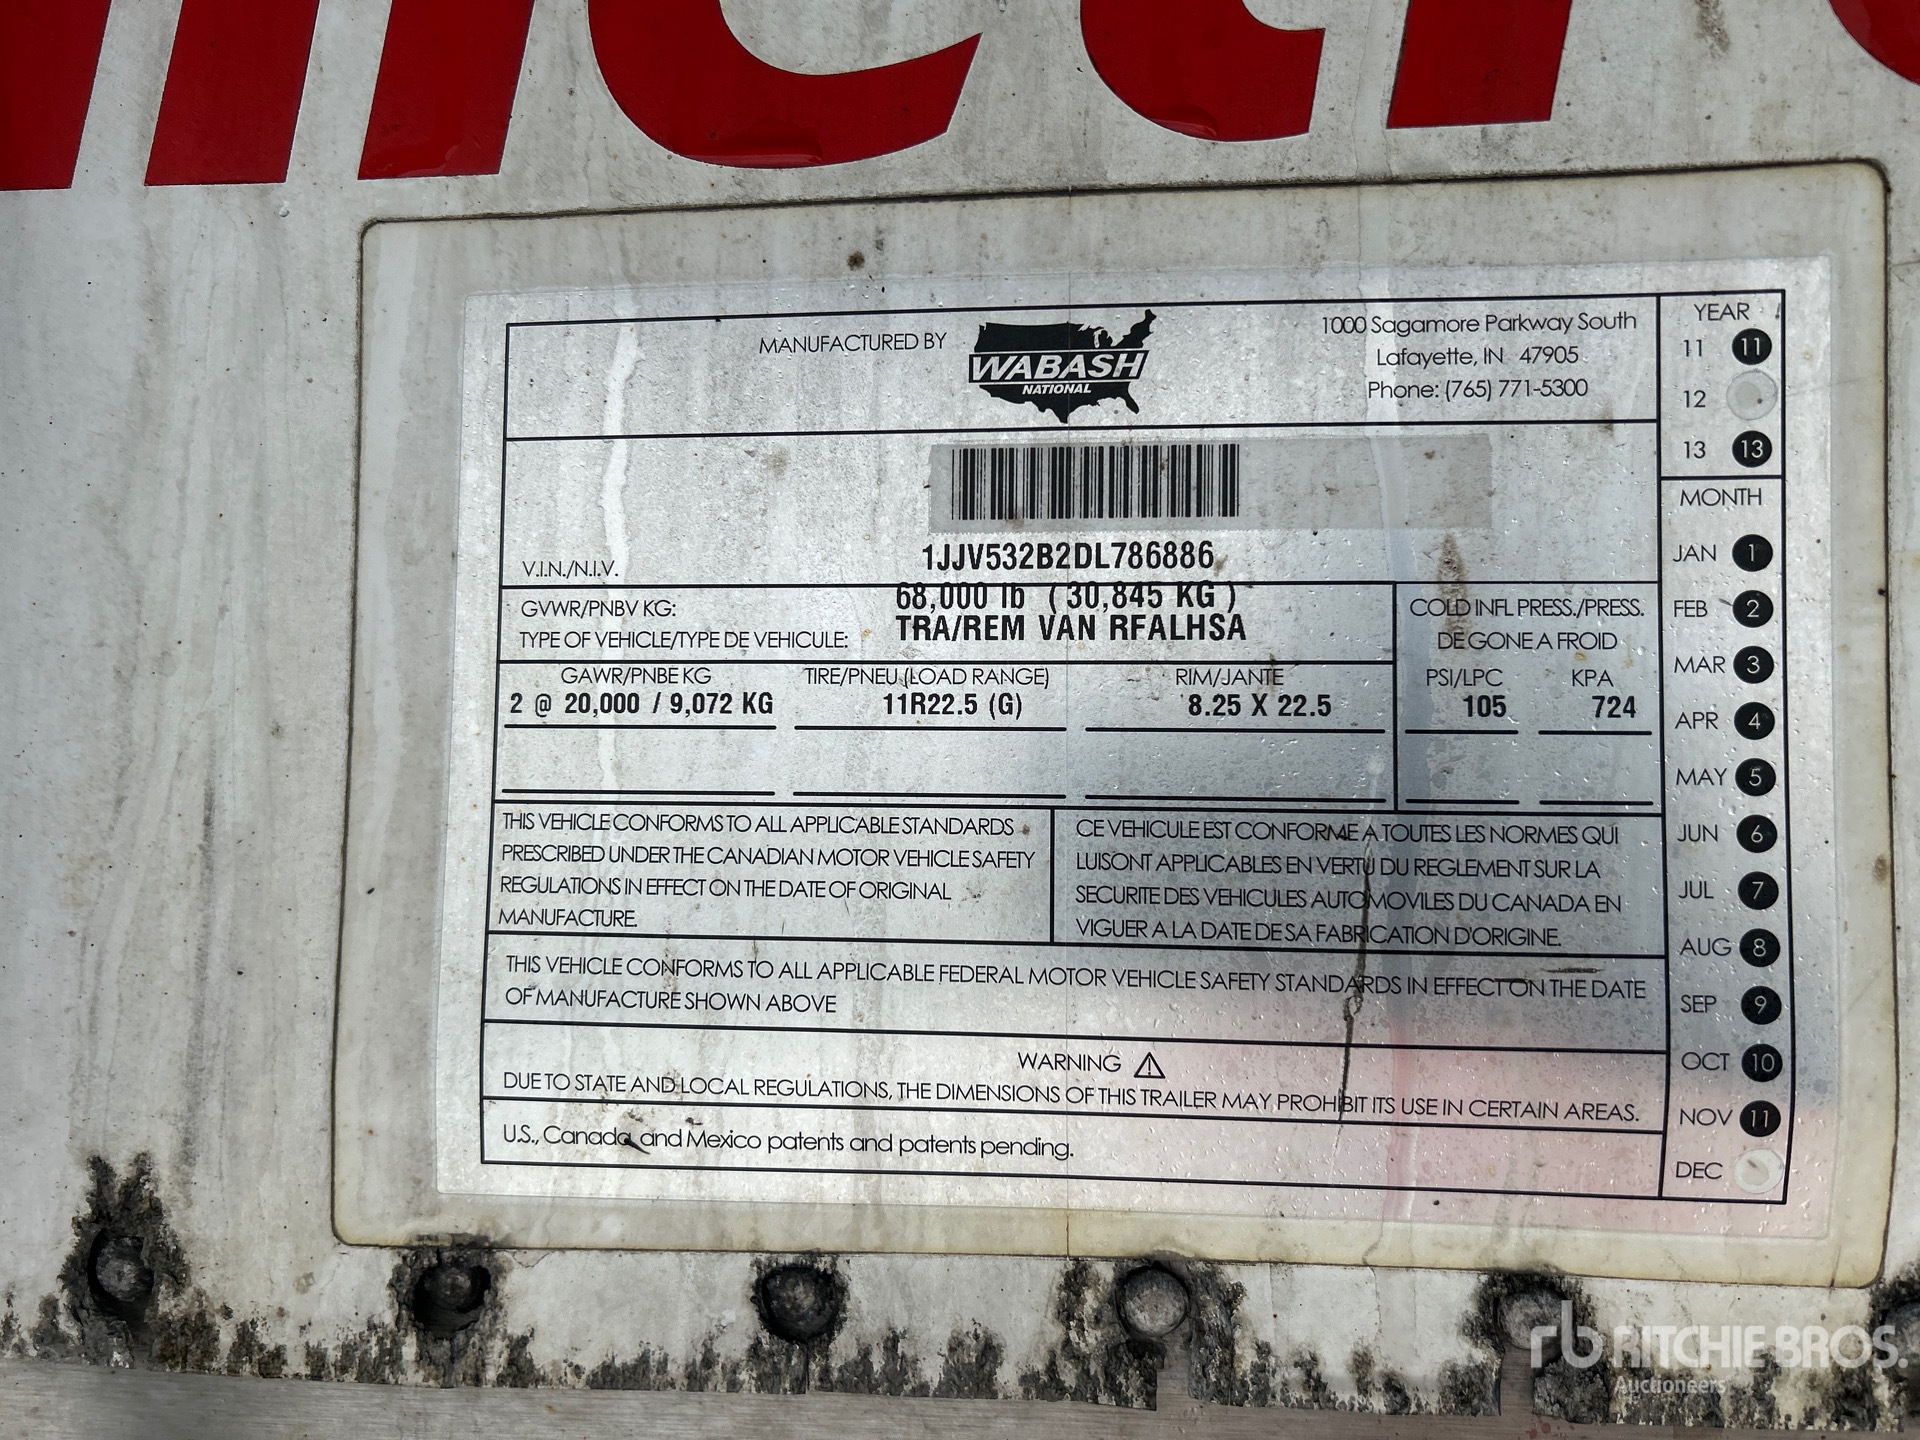 MANUFACTURED BY
WABASH
NATIONAL
1000 Sagamore Parkway South
Lafayette, IN 47905
Phone: (765) 771-5300
V.I.N./N.I.V.
1JJV532B2DL786886
GVWR/PNBV KG:
68,000 lb ( 30,845 KG )
TYPE OF VEHICLE/TYPE DE VEHICULE:
TRA/REM VAN RFALHSA
COLD INFL PRESS./PRESS.
DE GONE A FROID
GAWR/PNBE KG TIRE/PNEU (LOAD RANGE) RIM/JANTE PSI/LPC KPA
2 @ 20,000 / 9,072 KG 11R22.5 (G) 8.25 X 22.5 105 724
THIS VEHICLE CONFORMS TO ALL APPLICABLE STANDARDS
PRESCRIBED UNDER THE CANADIAN MOTOR VEHICLE SAFETY
REGULATIONS IN EFFECT ON THE DATE OF ORIGINAL
MANUFACTURE.
CE VEHICULE EST CONFORME A TOUTES LES NORMES QUI
LUISONT APPLICABLES EN VERTU DU REGLEMENT SUR LA
SECURITE DES VEHICULES AUTOMOVILES DU CANADA EN
VIGUER A LA DATE DE SA FABRICATION D'ORIGINE.
THIS VEHICLE CONFORMS TO ALL APPLICABLE FEDERAL MOTOR VEHICLE SAFETY STANDARDS IN EFFECT ON THE DATE
OF MANUFACTURE SHOWN ABOVE
WARNING
DUE TO STATE AND LOCAL REGULATIONS, THE DIMENSIONS OF THIS TRAILER MAY PROHIBIT ITS USE IN CERTAIN AREAS.
U.S., Canada, and Mexico patents and patents pending.
YEAR
11 11
12
13 13
MONTH
JAN 1
FEB 2
MAR 3
APR 4
MAY 5
JUN 6
JUL 7
AUG 8
SEP 9
OCT 10
NOV 11
DEC
rb RITCHIE BROS.
Auctioneers